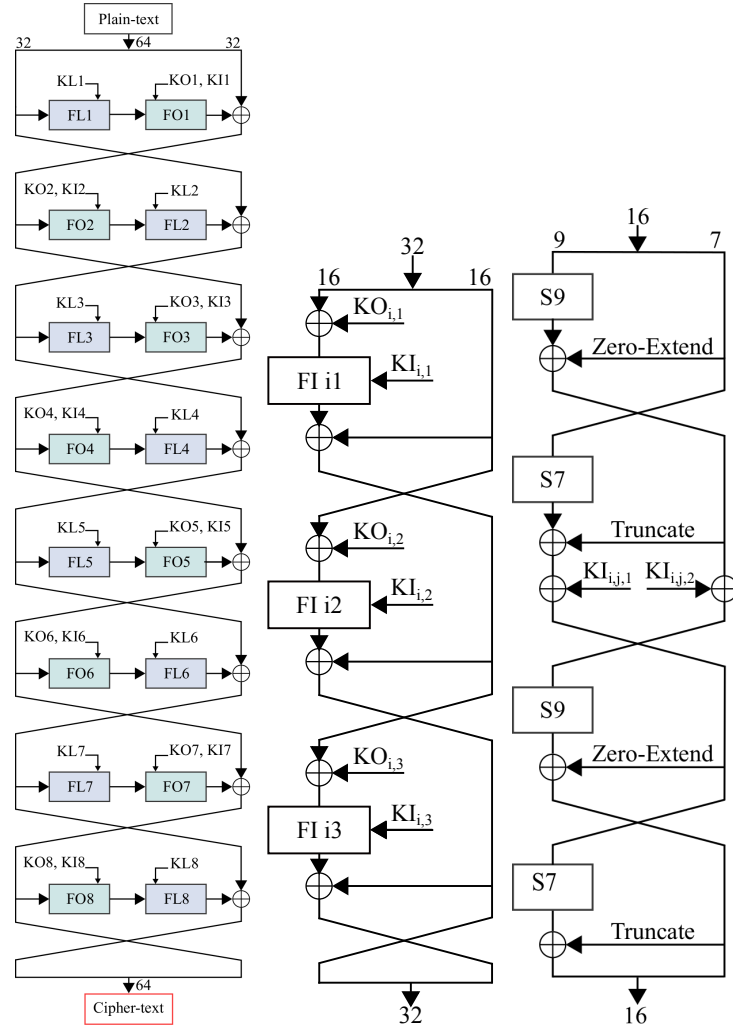 Plain-text
32 64 32
KL1 KO1, KI1
FL1 FO1
KO2, KI2 KL2
FO2 FL2
KL3 KO3, KI3
FL3 FO3
KO4, KI4 KL4
FO4 FL4
KL5 KO5, KI5
FL5 FO5
KO6, KI6 KL6
FO6 FL6
KL7 KO7, KI7
FL7 FO7
KO8, KI8 KL8
FO8 FL8
64
Cipher-text
32
16 16
KOi,1
FI i1 KIi,1
KOi,2
FI i2 KIi,2
KOi,3
FI i3 KIi,3
32
16
9 7
S9
Zero-Extend
S7
Truncate
KIi,j,1 KIi,j,2
S9
Zero-Extend
S7
Truncate
16